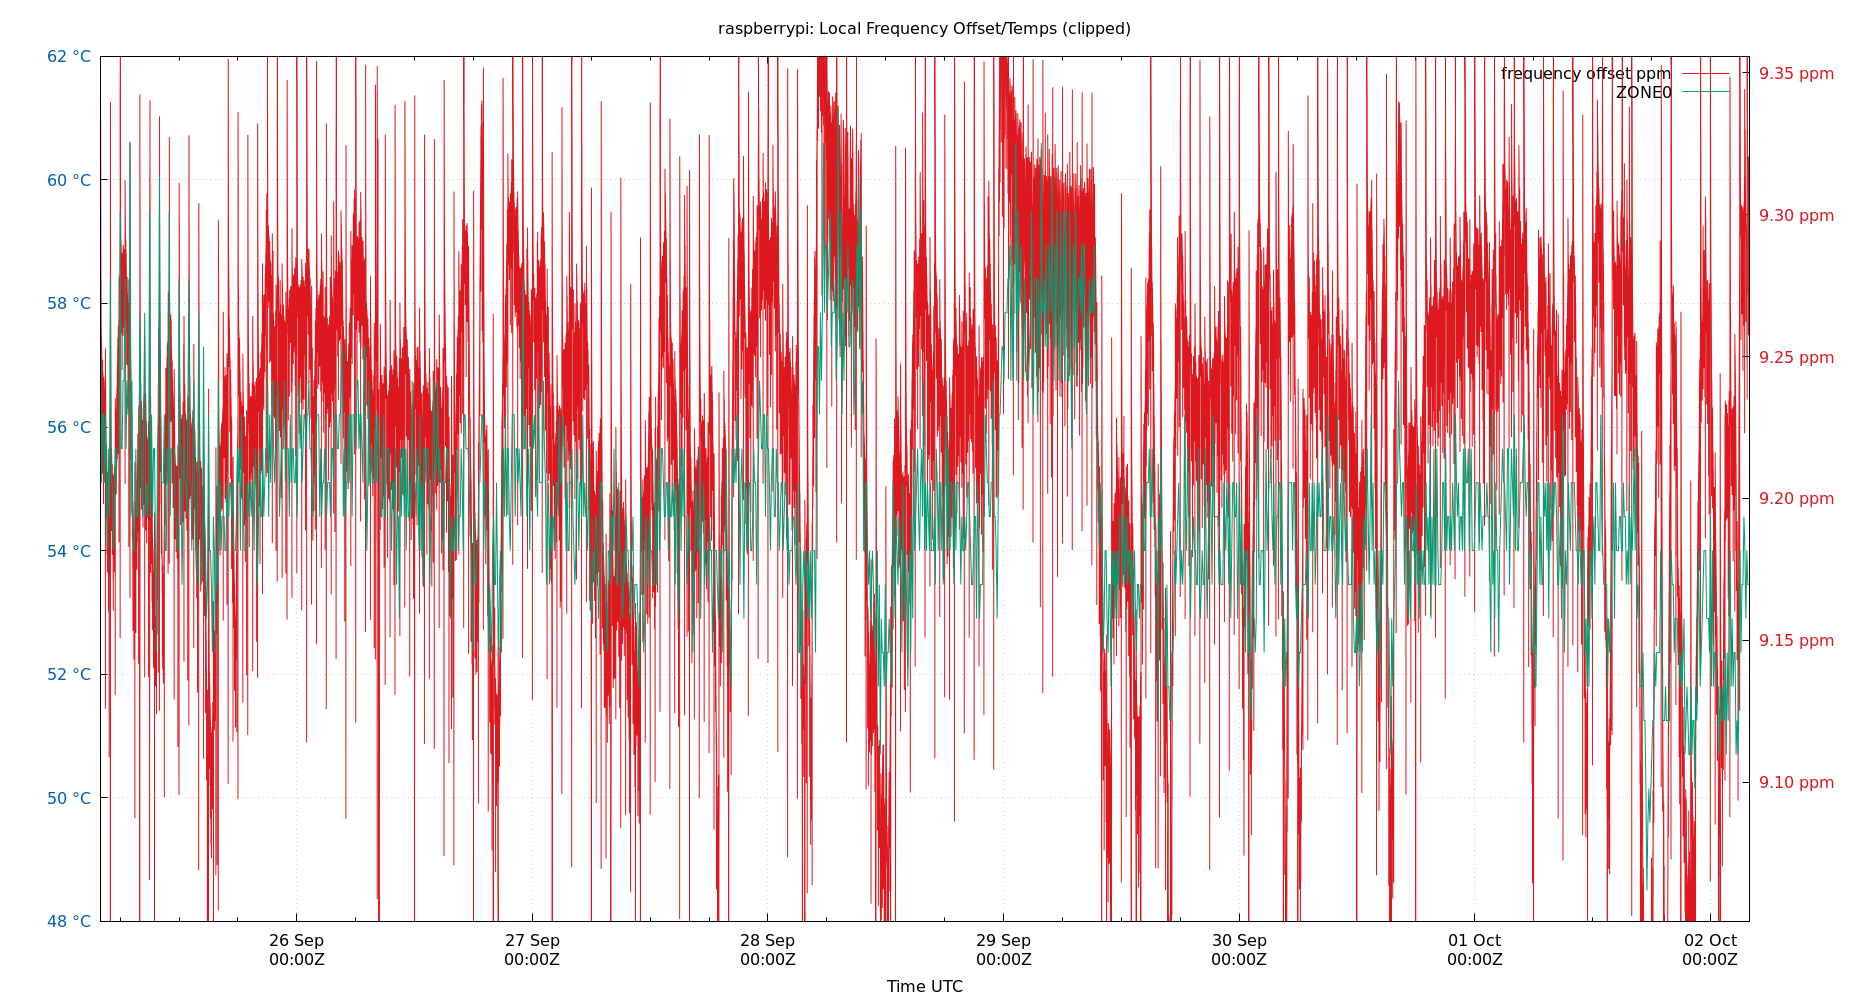 raspberrypi: Local Frequency Offset/Temps (clipped)
62 °C
60 °C
58 °C
56 °C
54 °C
52 °C
50 °C
48 °C
frequency offset ppm
ZONE0
9.35 ppm
9.30 ppm
9.25 ppm
9.20 ppm
9.15 ppm
9.10 ppm
26 Sep
00:00Z
27 Sep
00:00Z
28 Sep
00:00Z
29 Sep
00:00Z
30 Sep
00:00Z
01 Oct
00:00Z
02 Oct
00:00Z
Time UTC